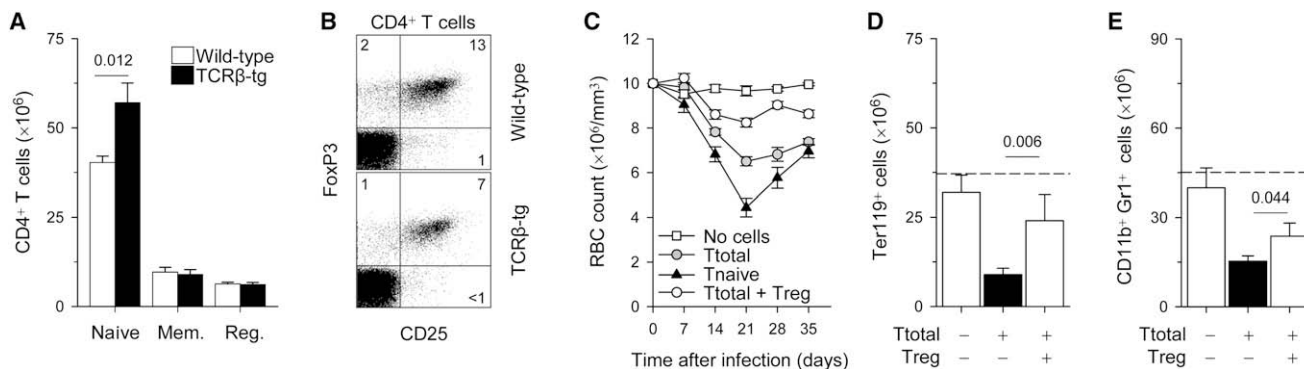 A
CD4⁺ T cells (×10⁶)
75
50
25
0
Wild-type
TCRβ-tg
0.012
Naive
Mem.
Reg.
B
CD4⁺ T cells
FoxP3
2
13
1
Wild-type
1
7
<1
TCRβ-tg
CD25
C
RBC count (×10⁶/mm³)
12
10
8
6
4
2
0
No cells
Ttotal
Tnaive
Ttotal + Treg
0 7 14 21 28 35
Time after infection (days)
D
Ter119⁺ cells (×10⁶)
75
50
25
0
0.006
Ttotal – + +
Treg – – +
E
CD11b⁺ Gr1⁺ cells (×10⁶)
90
60
30
0
0.044
Ttotal – + +
Treg – – +